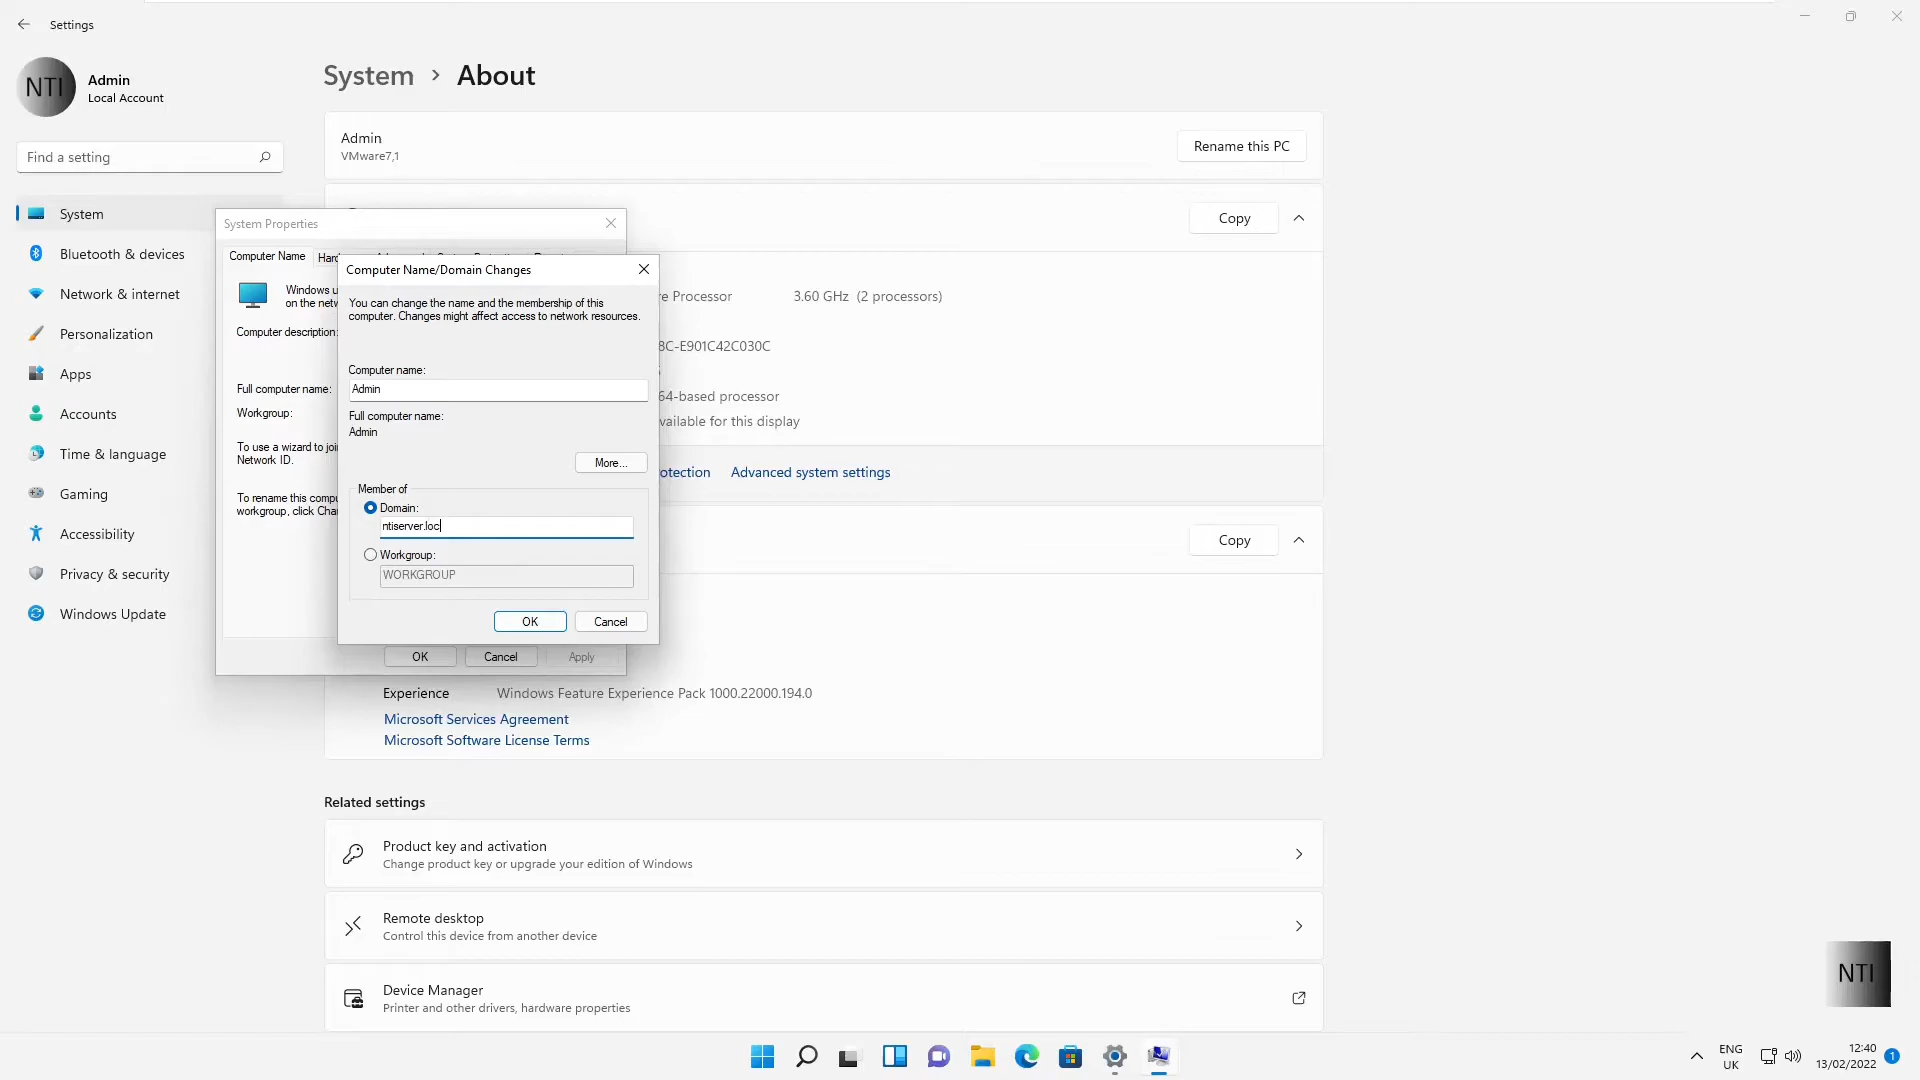 Settings
NTI
Admin
Local Account
Find a setting
System
Bluetooth & devices
Network & internet
Personalization
Apps
Accounts
Time & language
Gaming
Accessibility
Privacy & security
Windows Update
System > About
Admin
VMware7,1
Rename this PC
Copy
3.60 GHz (2 processors)
Processor
8C-E901C42C030C
64-based processor
available for this display
Advanced system settings
Copy
Experience Windows Feature Experience Pack 1000.22000.194.0
Microsoft Services Agreement
Microsoft Software License Terms
System Properties
Computer Name
Windows
on the
Computer description:
Full computer name:
Workgroup:
To use a wizard to
Network ID.
To rename this
workgroup, click
OK
Cancel
Apply
Computer Name/Domain Changes
You can change the name and the membership of this
computer. Changes might affect access to network resources.
Computer name:
Admin
Full computer name:
Admin
More...
Member of
Domain:
ntiserver.loc
Workgroup:
WORKGROUP
OK
Cancel
Related settings
Product key and activation
Change product key or upgrade your edition of Windows
Remote desktop
Control this device from another device
Device Manager
Printer and other drivers, hardware properties
NTI
ENG
UK
12:40
13/02/2022
1